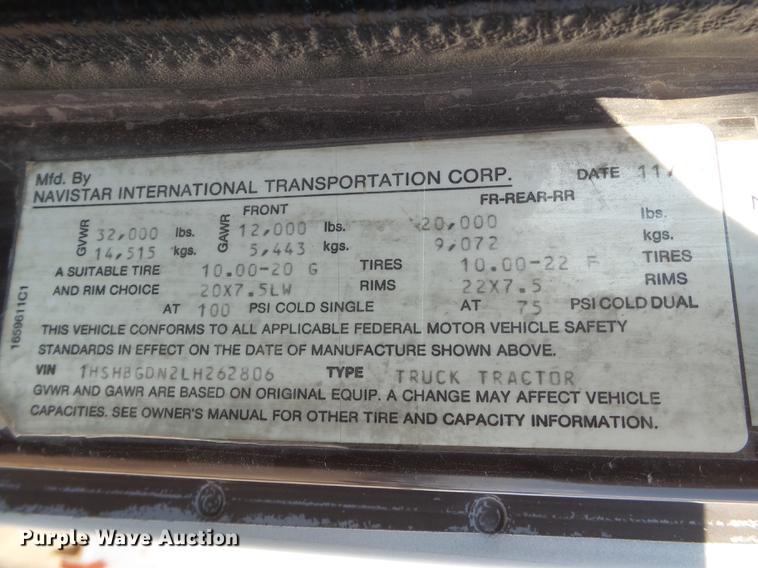 Mfd. By DATE 11/
NAVISTAR INTERNATIONAL TRANSPORTATION CORP.
FRONT FR-REAR-RR
GVWR 32,000 lbs. GAWR 12,000 lbs. 20,000 lbs.
14,515 kgs. 5,443 kgs. 9,072 kgs.
A SUITABLE TIRE 10.00-20 G TIRES 10.00-22 F TIRES
AND RIM CHOICE 20X7.5LW RIMS 22X7.5 RIMS
AT 100 PSI COLD SINGLE AT 75 PSI COLD DUAL
THIS VEHICLE CONFORMS TO ALL APPLICABLE FEDERAL MOTOR VEHICLE SAFETY
STANDARDS IN EFFECT ON THE DATE OF MANUFACTURE SHOWN ABOVE.
VIN 1HSHBGDN2LH262806 TYPE TRUCK TRACTOR
GVWR AND GAWR ARE BASED ON ORIGINAL EQUIP. A CHANGE MAY AFFECT VEHICLE
CAPACITIES. SEE OWNER'S MANUAL FOR OTHER TIRE AND CAPACITY INFORMATION.
1659611C1
Purple Wave Auction